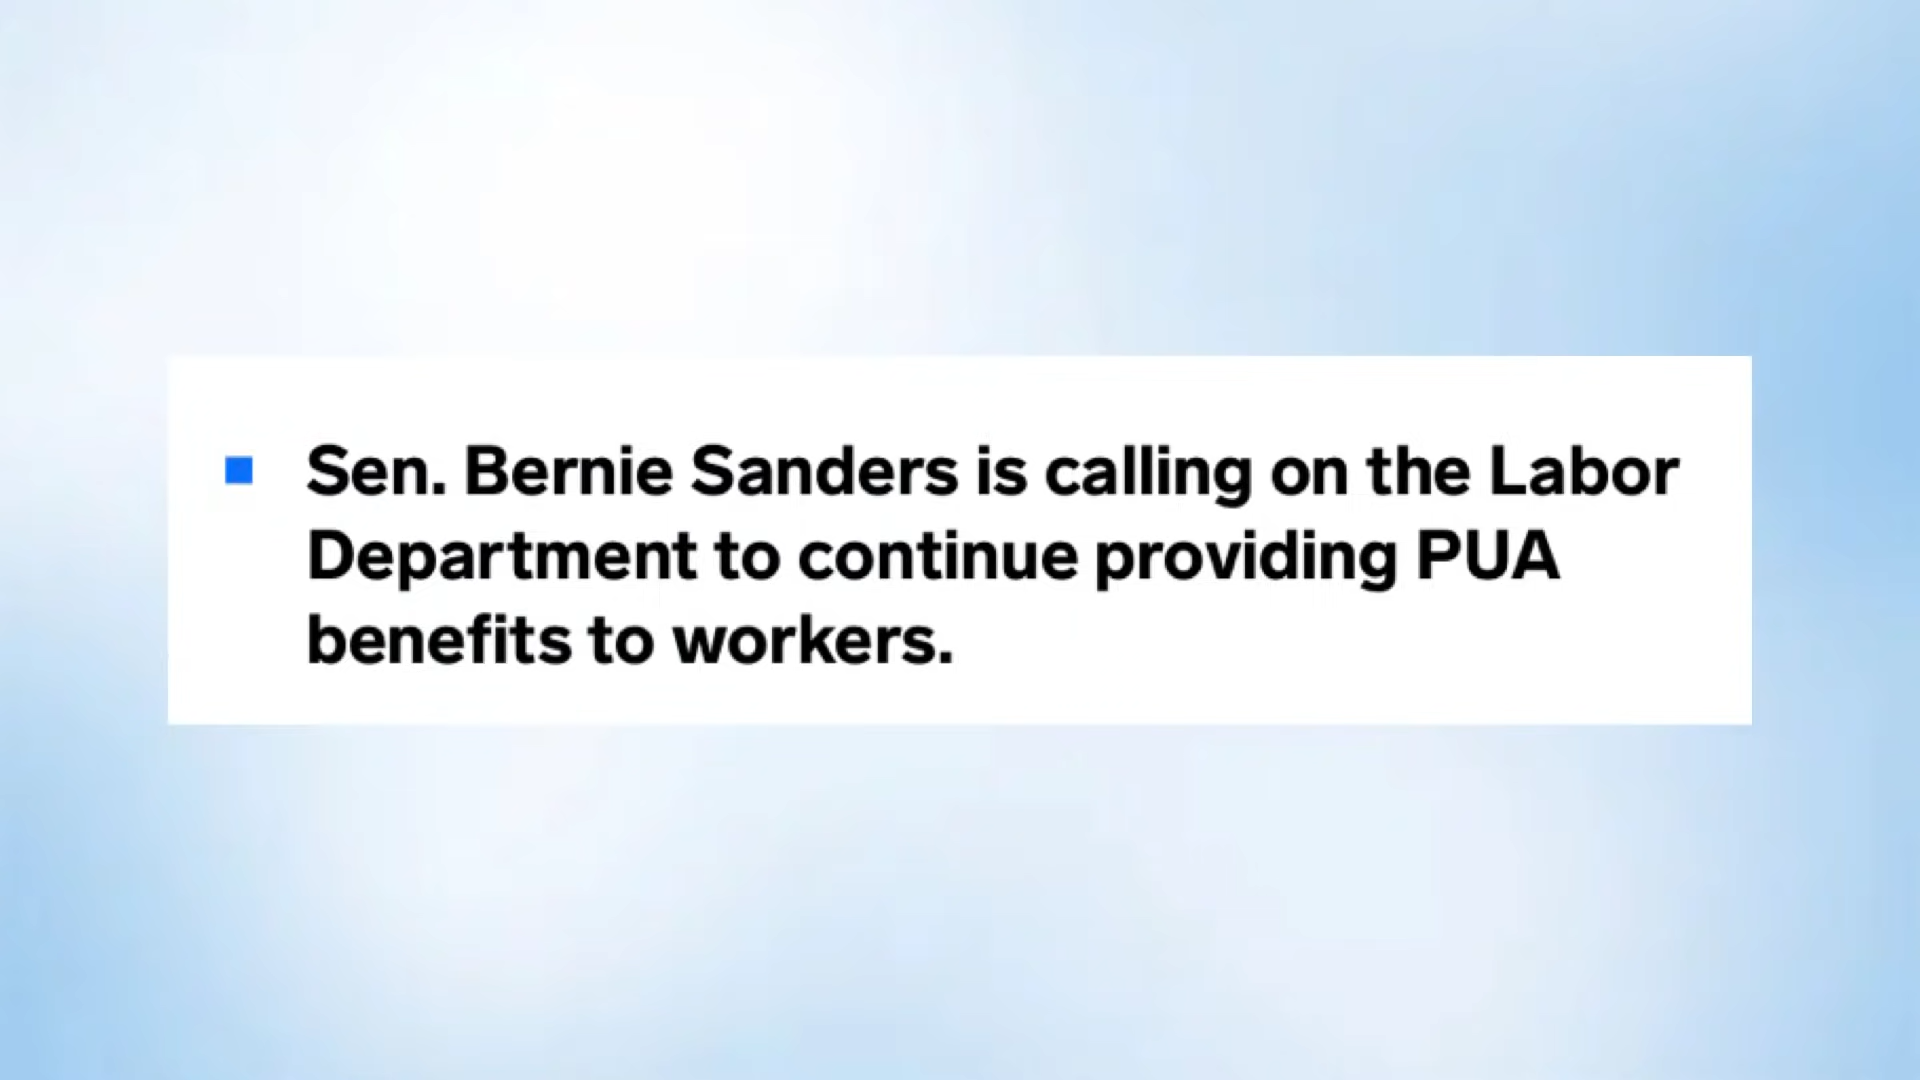 Sen. Bernie Sanders is calling on the Labor
Department to continue providing PUA
benefits to workers.